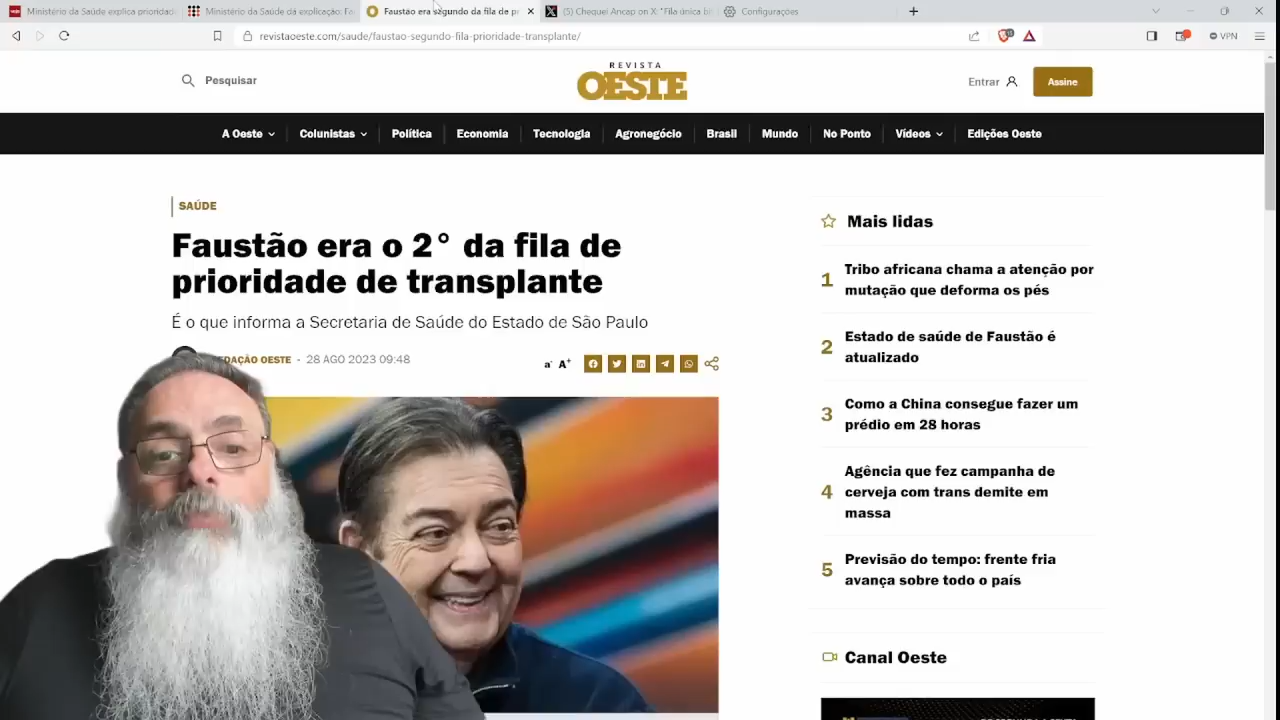 Ministério da Saúde explica prioridad
Ministério da Saúde dá explicação: Fa
Faustão era o segundo da fila de pr
(5) Chequei Ancap on X: "Fila única bl
Configurações
revistaoeste.com/saude/faustao-segundo-fila-prioridade-transplante/
VPN
Pesquisar
REVISTA
OESTE
Entrar
Assine
A Oeste
Colunistas
Política
Economia
Tecnologia
Agronegócio
Brasil
Mundo
No Ponto
Vídeos
Edições Oeste
SAÚDE
Faustão era o 2° da fila de
prioridade de transplante
É o que informa a Secretaria de Saúde do Estado de São Paulo
DAÇÃO OESTE - 28 AGO 2023 09:48
a- A+
Mais lidas
1 Tribo africana chama a atenção por
mutação que deforma os pés
2 Estado de saúde de Faustão é
atualizado
3 Como a China consegue fazer um
prédio em 28 horas
4 Agência que fez campanha de
cerveja com trans demite em
massa
5 Previsão do tempo: frente fria
avança sobre todo o país
Canal Oeste